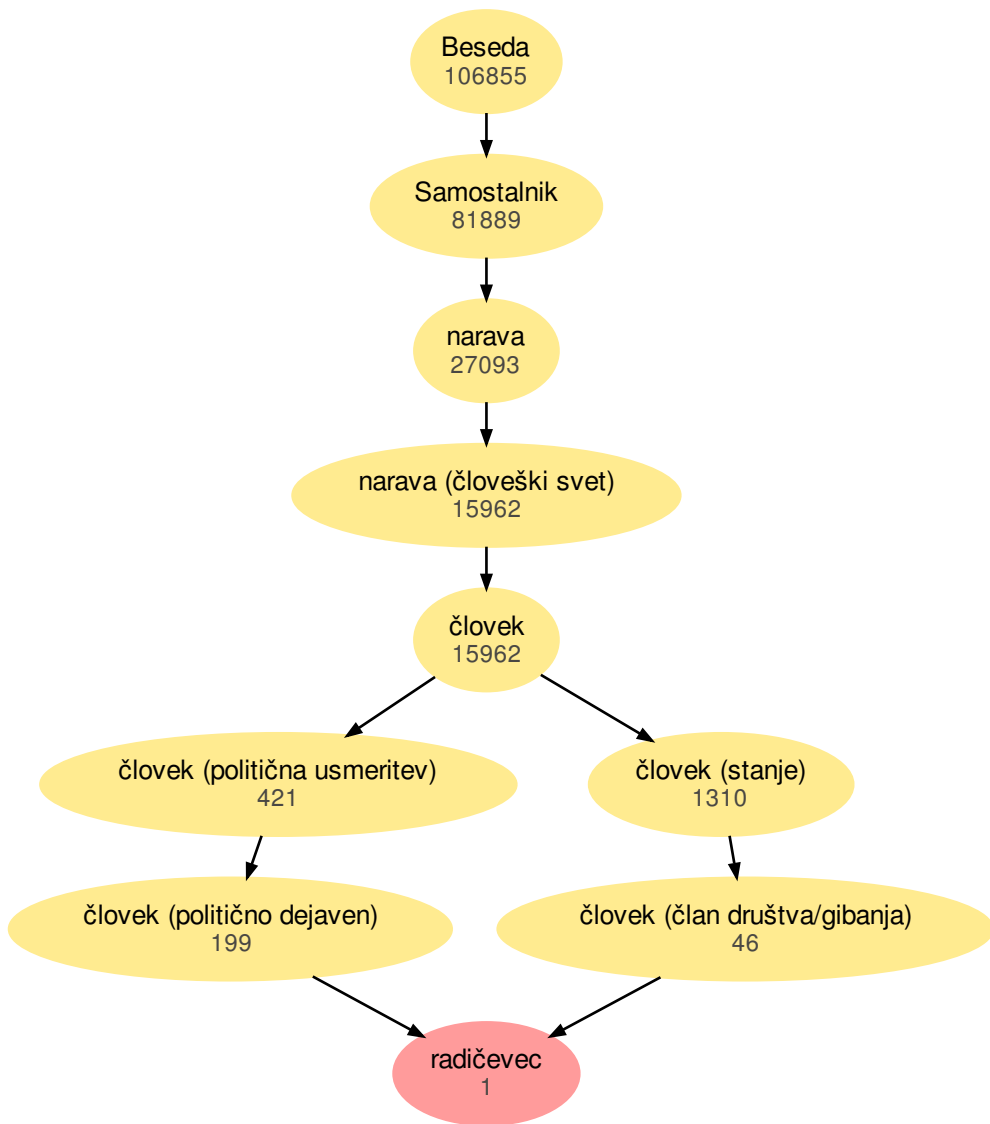 Beseda
106855
Samostalnik
81889
narava
27093
narava (človeški svet)
15962
človek
15962
človek (politična usmeritev)
421
človek (stanje)
1310
človek (politično dejaven)
199
človek (član društva/gibanja)
46
radičevec
1